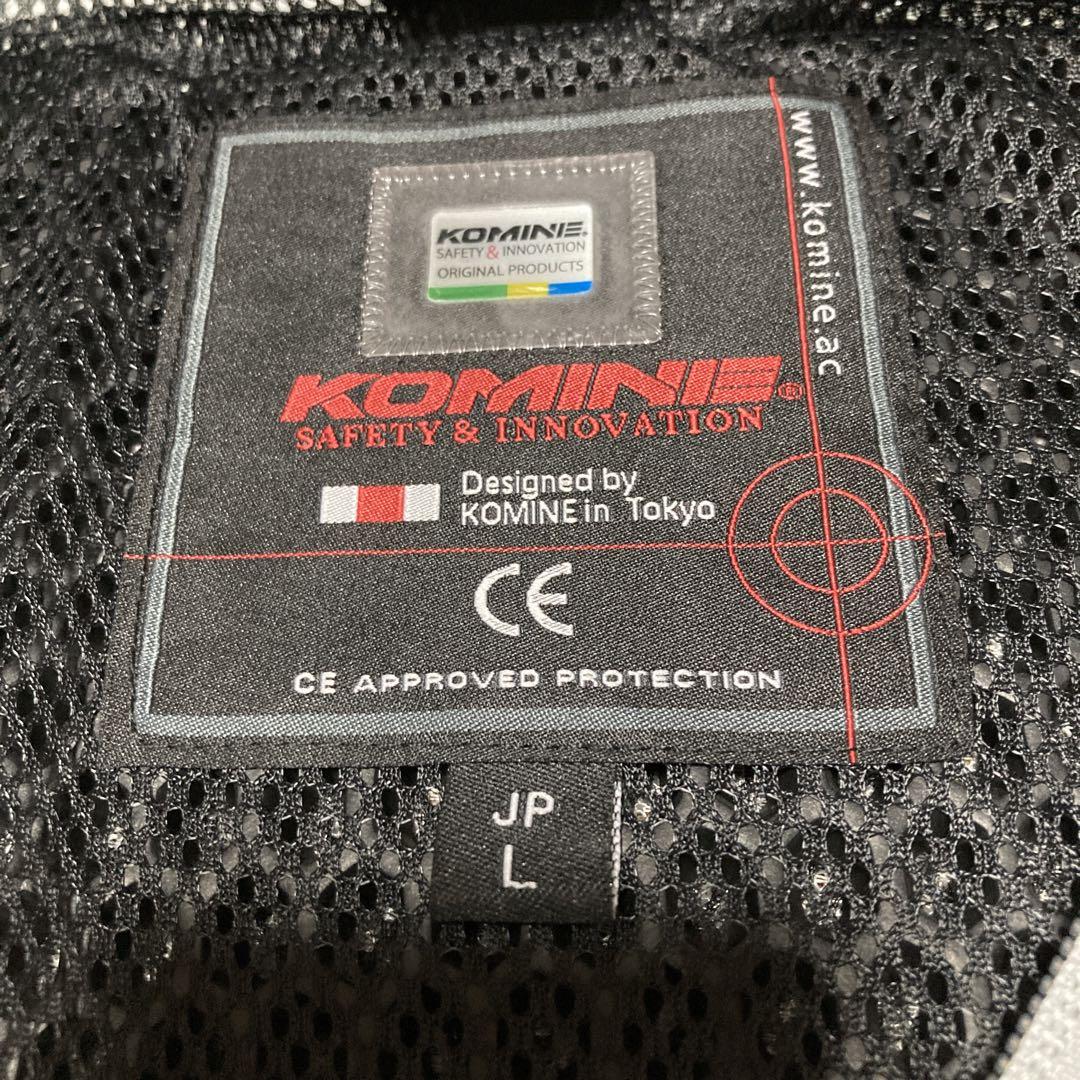 KOMINE®
SAFETY & INNOVATION
ORIGINAL PRODUCTS
www.komine.ac
KOMINE®
SAFETY & INNOVATION
Designed by
KOMINE in Tokyo
CE
CE APPROVED PROTECTION
JP
L